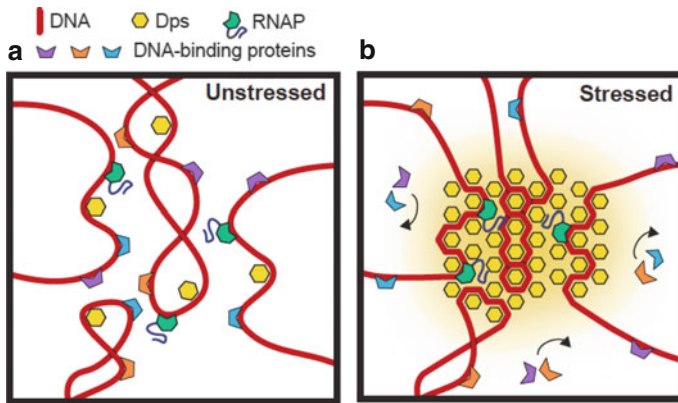 DNA Dps RNAP
DNA-binding proteins
a b
Unstressed Stressed